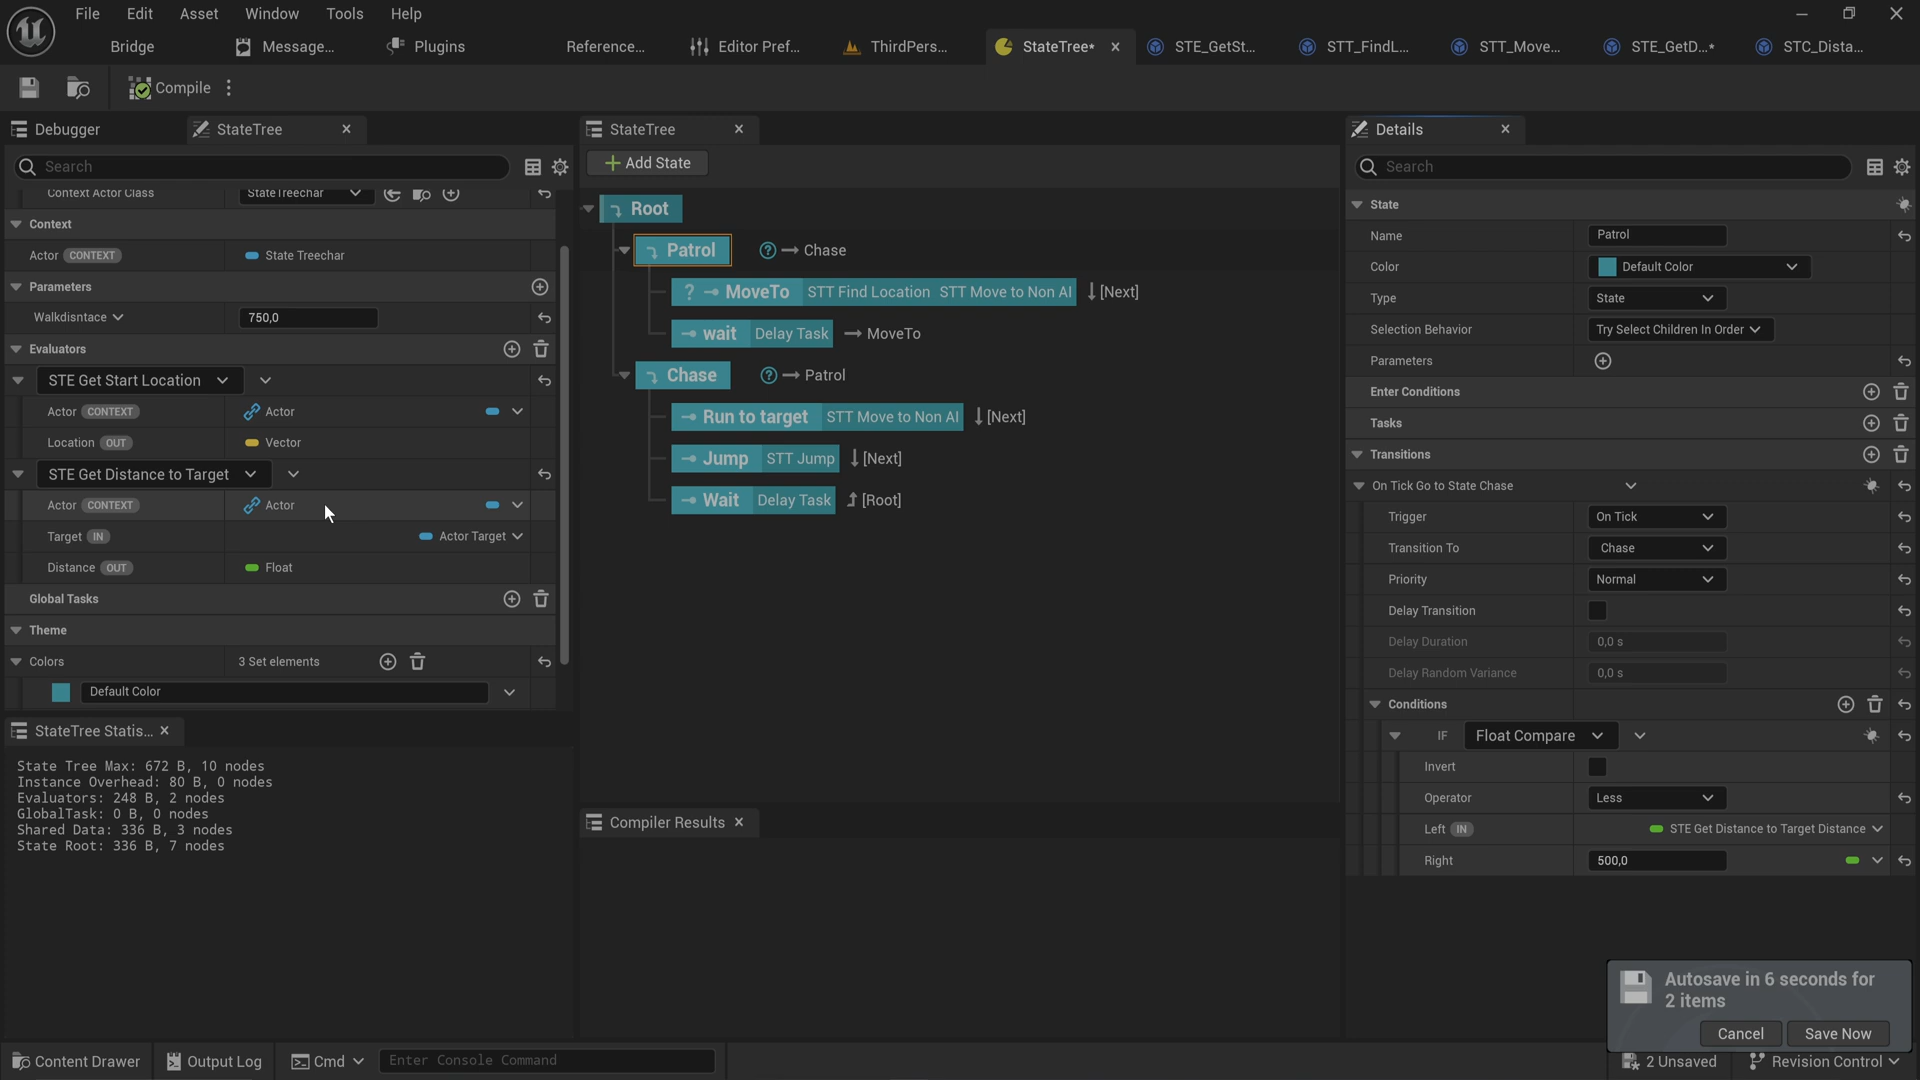 File Edit Asset Window Tools Help
Bridge Message... Plugins Reference... Editor Pref... ThirdPers... StateTree* STE_GetSt... STT_FindL... STT_Move... STE_GetD...* STC_Dista...
Compile
Debugger StateTree
Search
Context Actor Class StateTreechar
Context
Actor CONTEXT State Treechar
Parameters
Walkdisntace 750,0
Evaluators
STE Get Start Location
Actor CONTEXT Actor
Location OUT Vector
STE Get Distance to Target
Actor CONTEXT Actor
Target IN Actor Target
Distance OUT Float
Global Tasks
Theme
Colors 3 Set elements
Default Color
StateTree Statis...
State Tree Max: 672 B, 10 nodes
Instance Overhead: 80 B, 0 nodes
Evaluators: 248 B, 2 nodes
GlobalTask: 0 B, 0 nodes
Shared Data: 336 B, 3 nodes
State Root: 336 B, 7 nodes
StateTree
Add State
Root
Patrol ? Chase
? MoveTo STT Find Location STT Move to Non AI [Next]
wait Delay Task MoveTo
Chase ? Patrol
Run to target STT Move to Non AI [Next]
Jump STT Jump [Next]
Wait Delay Task [Root]
Compiler Results
Details
Search
State
Name Patrol
Color Default Color
Type State
Selection Behavior Try Select Children In Order
Parameters
Enter Conditions
Tasks
Transitions
On Tick Go to State Chase
Trigger On Tick
Transition To Chase
Priority Normal
Delay Transition
Delay Duration 0,0 s
Delay Random Variance 0,0 s
Conditions
IF Float Compare
Invert
Operator Less
Left IN STE Get Distance to Target Distance
Right 500,0
Autosave in 6 seconds for
2 items
Cancel Save Now
Content Drawer Output Log Cmd Enter Console Command 2 Unsaved Revision Control